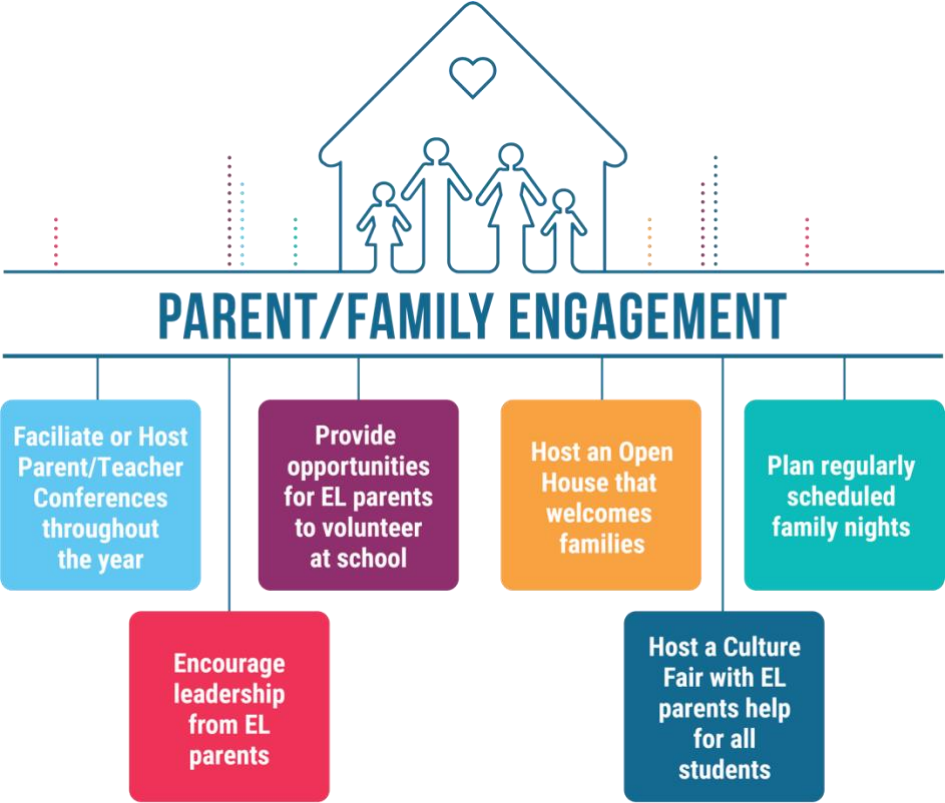 PARENT/FAMILY ENGAGEMENT
Faciliate or Host
Parent/Teacher
Conferences
throughout
the year
Encourage
leadership
from EL
parents
Provide
opportunities
for EL parents
to volunteer
at school
Host an Open
House that
welcomes
families
Host a Culture
Fair with EL
parents help
for all
students
Plan regularly
scheduled
family nights